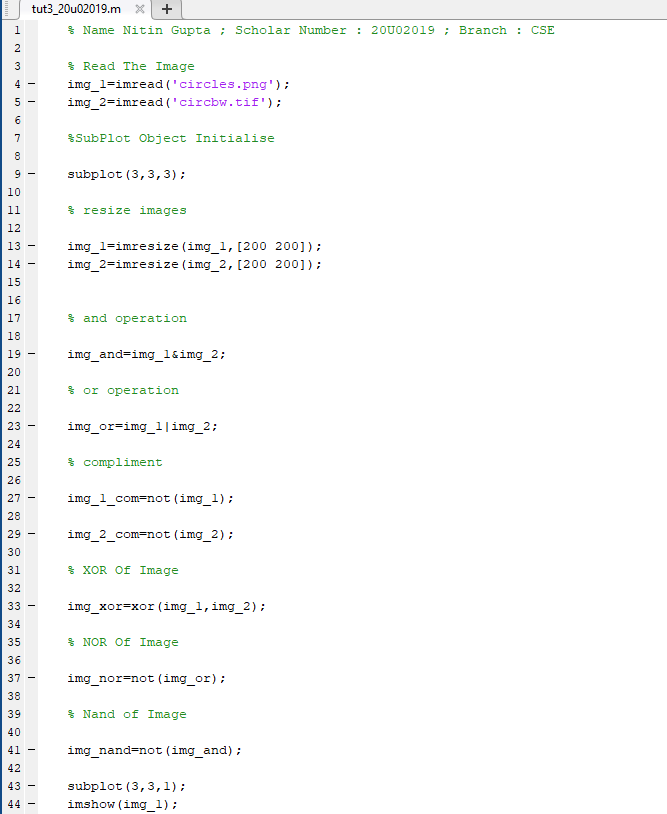 tut3_20u02019.m × +
1 % Name Nitin Gupta ; Scholar Number : 20U02019 ; Branch : CSE
2
3 % Read The Image
4 - img_1=imread('circles.png');
5 - img_2=imread('circbw.tif');
6
7 %SubPlot Object Initialise
8
9 - subplot(3,3,3);
10
11 % resize images
12
13 - img_1=imresize(img_1,[200 200]);
14 - img_2=imresize(img_2,[200 200]);
15
16
17 % and operation
18
19 - img_and=img_1&img_2;
20
21 % or operation
22
23 - img_or=img_1|img_2;
24
25 % compliment
26
27 - img_1_com=not(img_1);
28
29 - img_2_com=not(img_2);
30
31 % XOR Of Image
32
33 - img_xor=xor(img_1,img_2);
34
35 % NOR Of Image
36
37 - img_nor=not(img_or);
38
39 % Nand of Image
40
41 - img_nand=not(img_and);
42
43 - subplot(3,3,1);
44 - imshow(img_1);